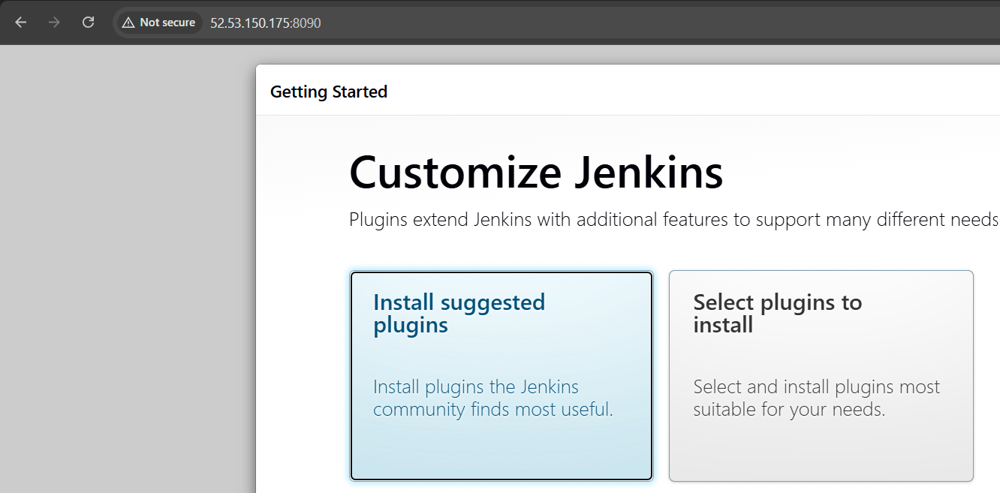 Not secure 52.53.150.175:8090
Getting Started
Customize Jenkins
Plugins extend Jenkins with additional features to support many different needs
Install suggested
plugins
Install plugins the Jenkins
community finds most useful.
Select plugins to
install
Select and install plugins most
suitable for your needs.